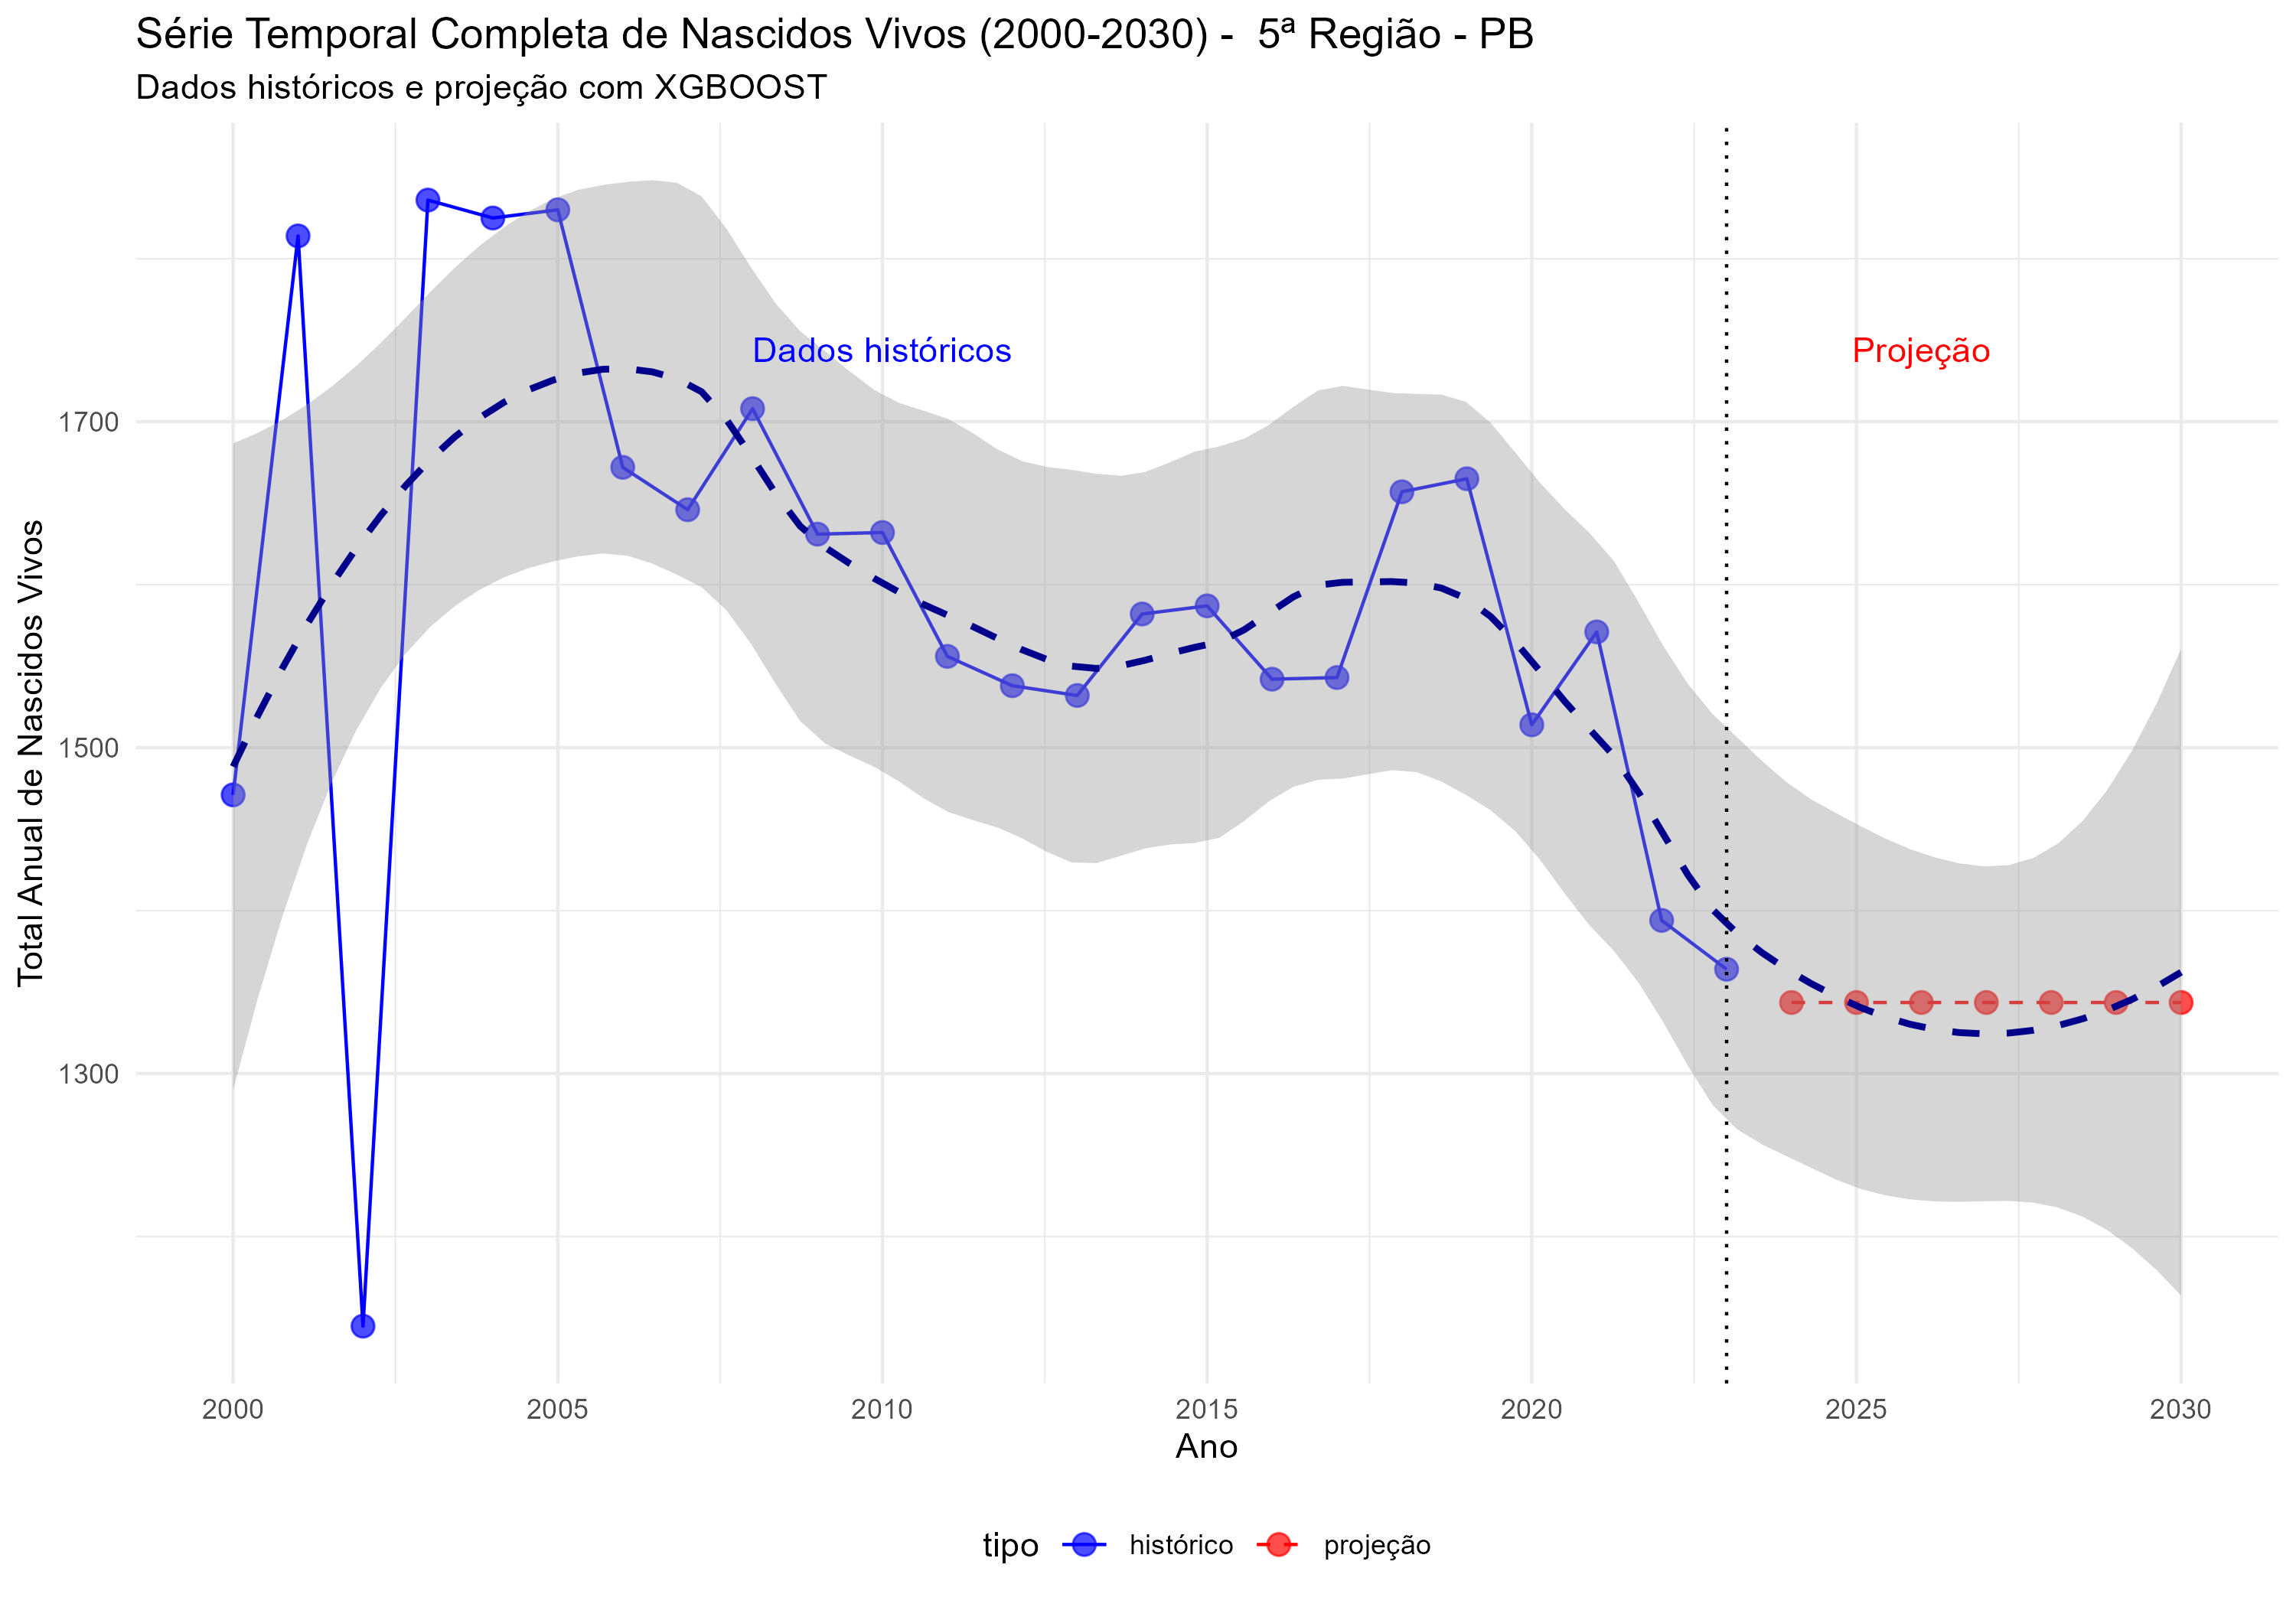 Série Temporal Completa de Nascidos Vivos (2000-2030) -  5ª Região - PB
Dados históricos e projeção com XGBOOST
Total Anual de Nascidos Vivos
1700
1500
1300
Dados históricos
Projeção
2000 2005 2010 2015 2020 2025 2030
Ano
tipo histórico projeção